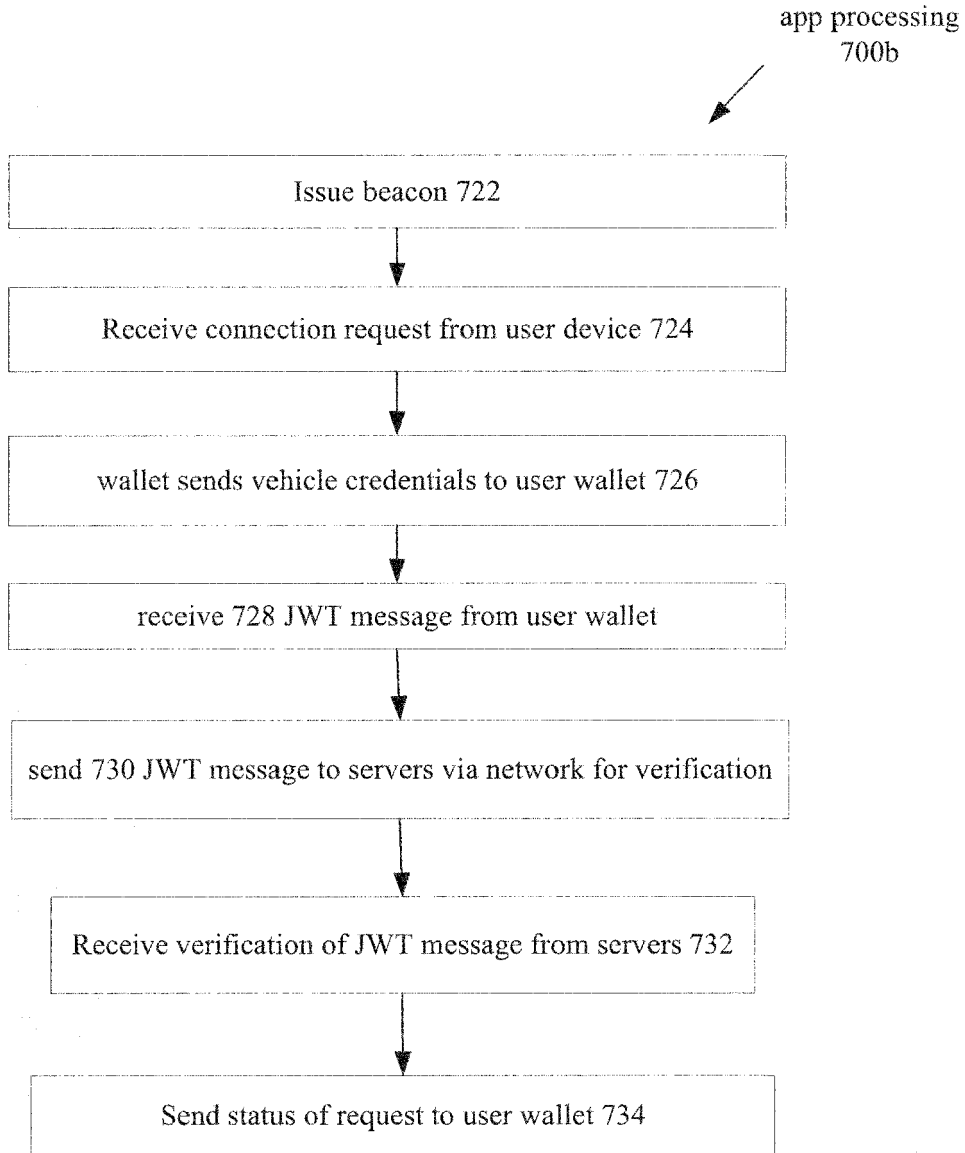 app processing
700b
Issue beacon 722
Receive connection request from user device 724
wallet sends vehicle credentials to user wallet 726
receive 728 JWT message from user wallet
send 730 JWT message to servers via network for verification
Receive verification of JWT message from servers 732
Send status of request to user wallet 734